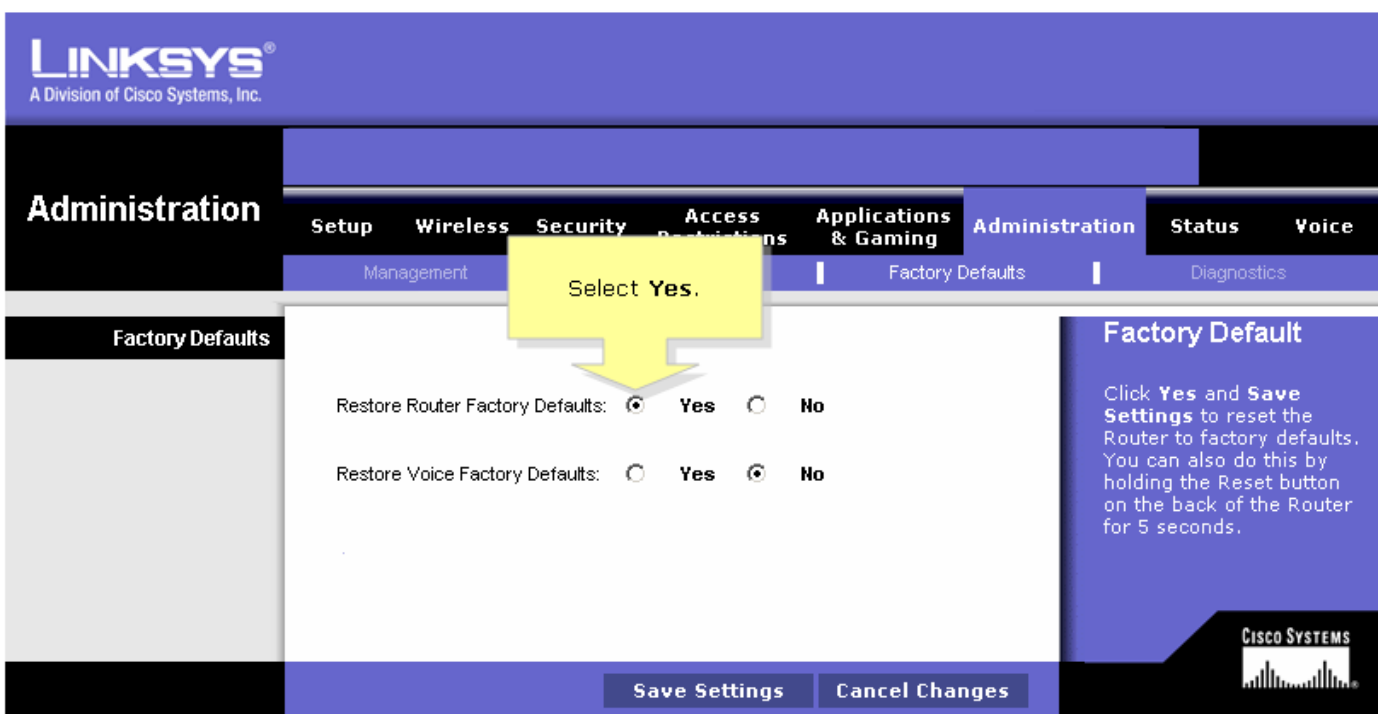 LINKSYS®
A Division of Cisco Systems, Inc.
Administration
Setup Wireless Security Access Restrictions Applications & Gaming Administration Status Voice
Management Factory Defaults Diagnostics
Select Yes.
Factory Defaults
Restore Router Factory Defaults: Yes No
Restore Voice Factory Defaults: Yes No
Factory Default
Click Yes and Save
Settings to reset the
Router to factory defaults.
You can also do this by
holding the Reset button
on the back of the Router
for 5 seconds.
CISCO SYSTEMS
Save Settings Cancel Changes